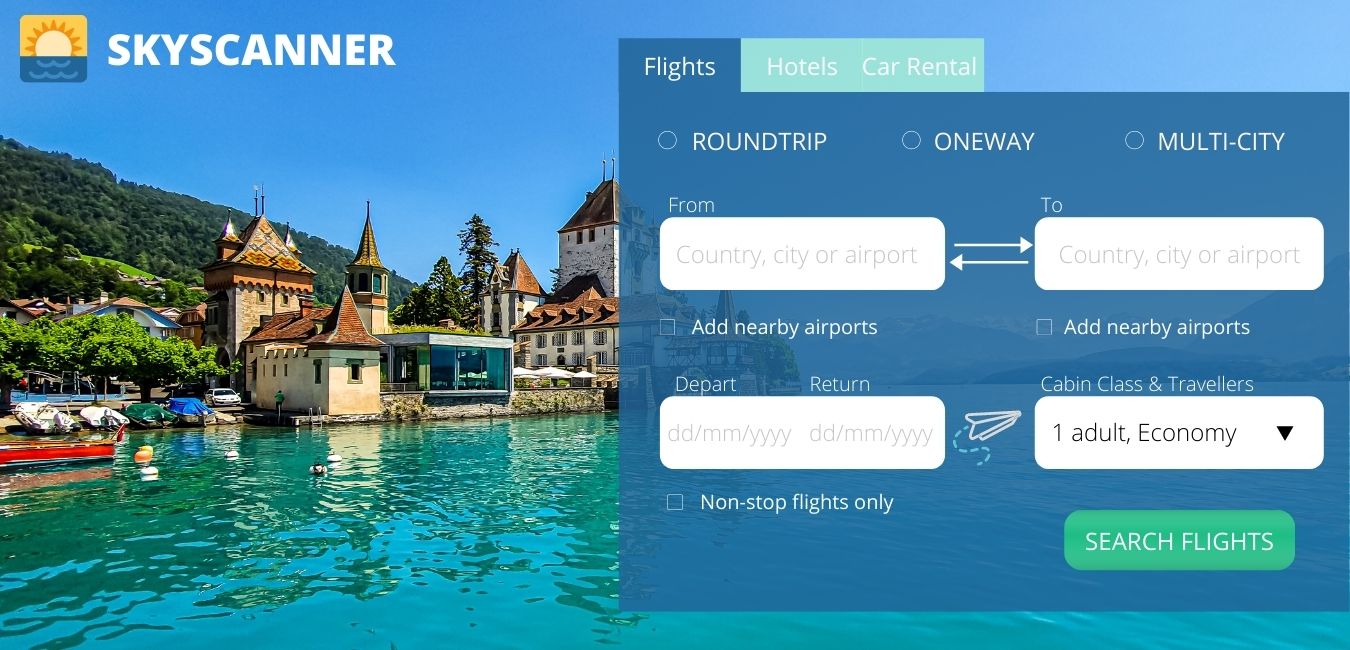 SKYSCANNER
Flights Hotels Car Rental
ROUNDTRIP ONEWAY MULTI-CITY
From To
Country, city or airport Country, city or airport
Add nearby airports Add nearby airports
Depart Return Cabin Class & Travellers
dd/mm/yyyy dd/mm/yyyy 1 adult, Economy
Non-stop flights only
SEARCH FLIGHTS